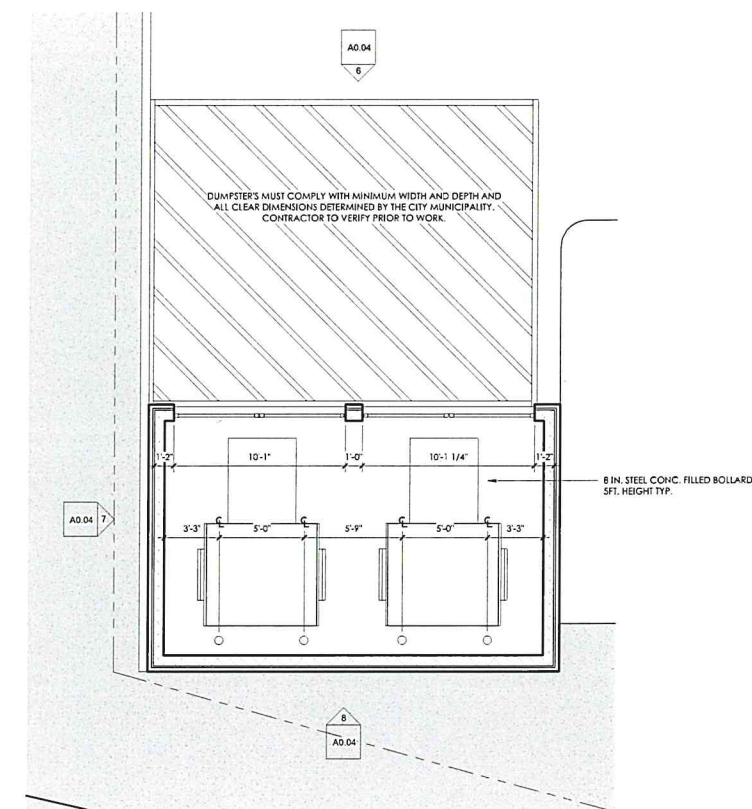 A0.04
6
DUMPSTER'S MUST COMPLY WITH MINIMUM WIDTH AND DEPTH AND
ALL CLEAR DIMENSIONS DETERMINED BY THE CITY MUNICIPALITY.
CONTRACTOR TO VERIFY PRIOR TO WORK.
1'-2" 10'-1" 1'-0" 10'-1 1/4" 1'-2"
8 IN. STEEL CONC. FILLED BOLLARD
5FT. HEIGHT TYP.
A0.04 7
3'-3" 5'-0" 5'-9" 5'-0" 3'-3"
8
A0.04